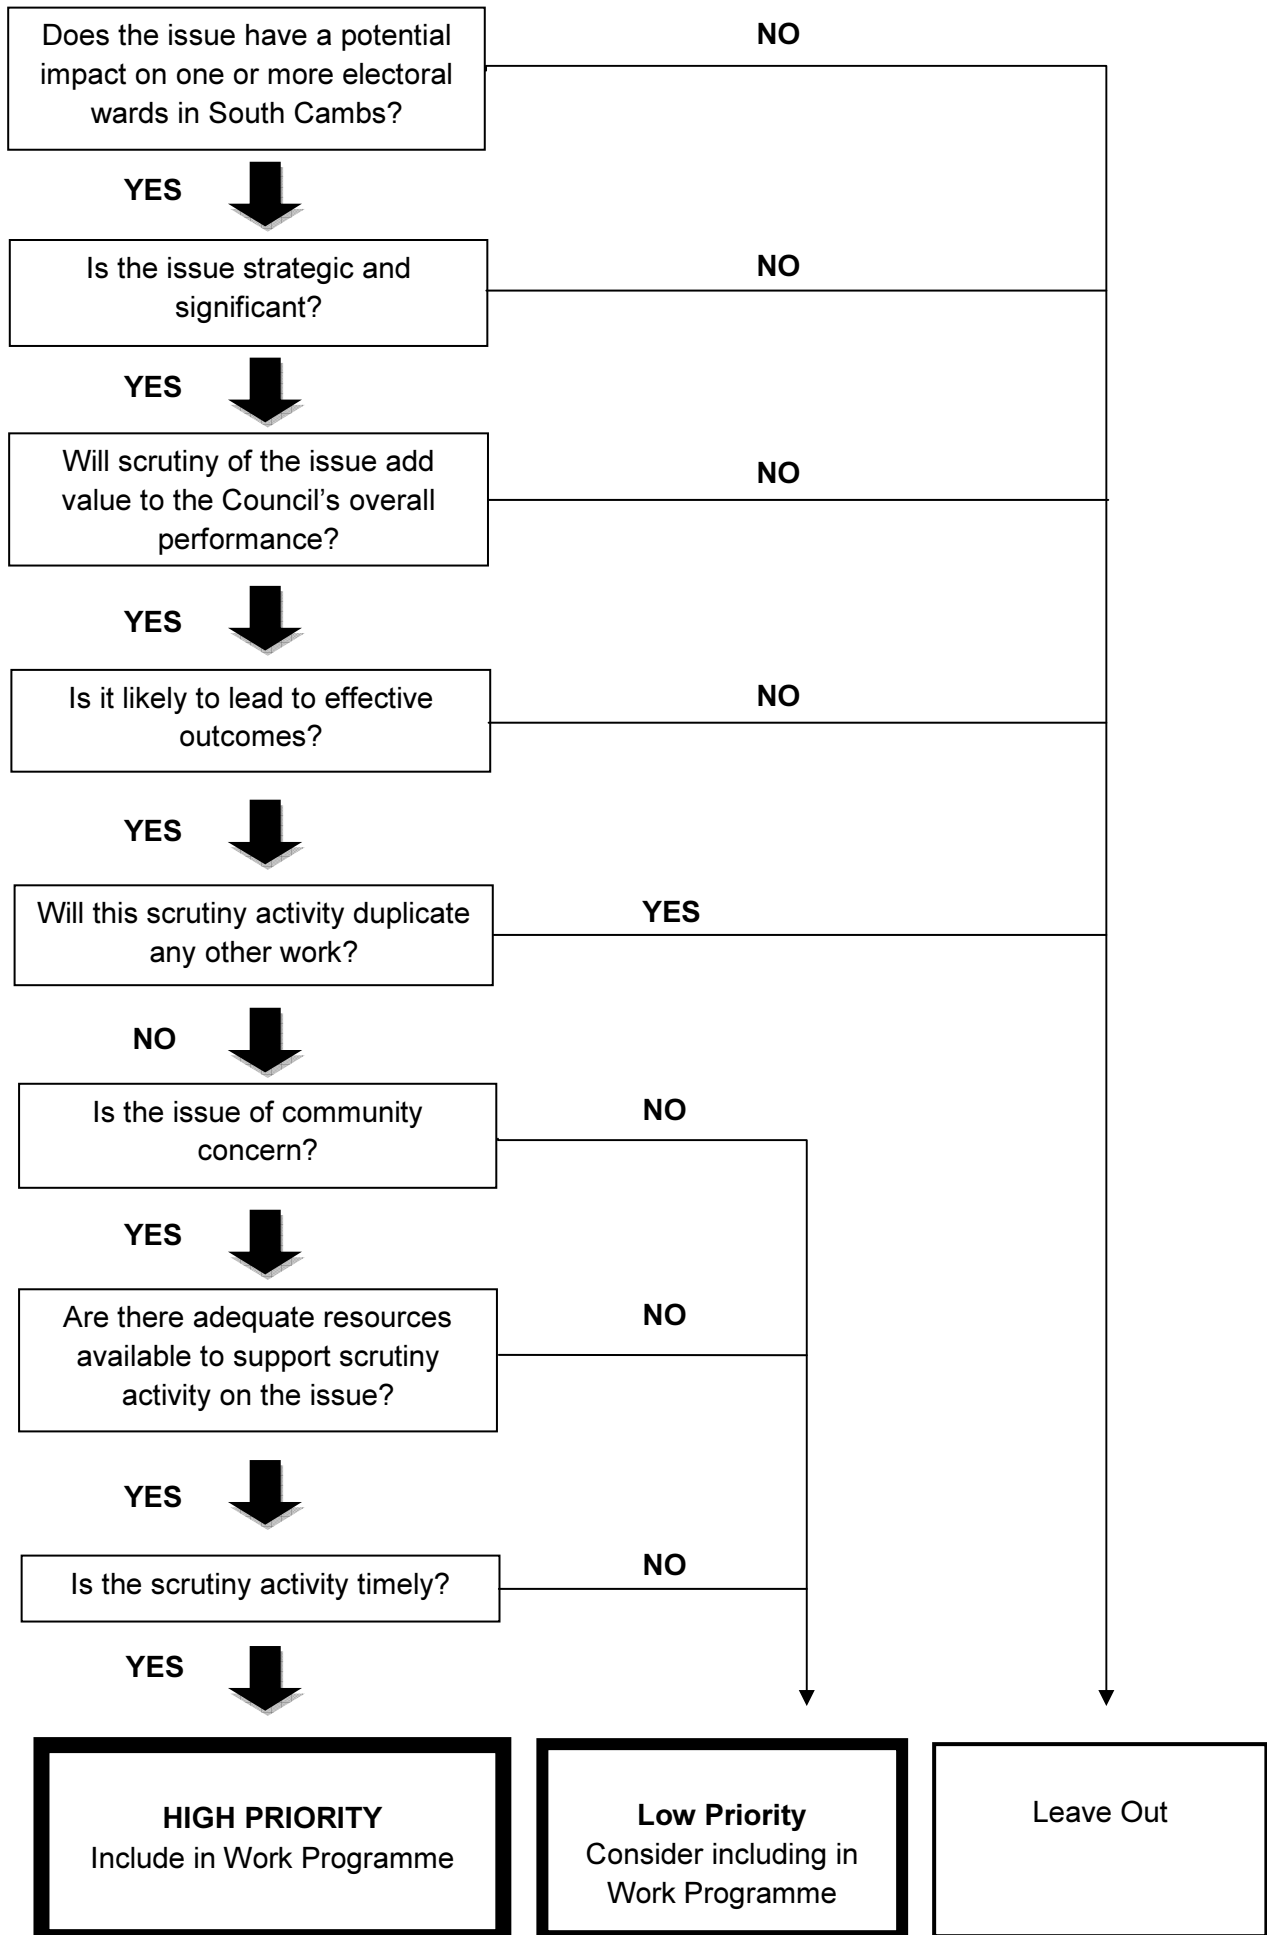 Does the issue have a potential
impact on one or more electoral
wards in South Cambs?
NO
YES
Is the issue strategic and
significant?
NO
YES
Will scrutiny of the issue add
value to the Council’s overall
performance?
NO
YES
Is it likely to lead to effective
outcomes?
NO
YES
Will this scrutiny activity duplicate
any other work?
YES
NO
Is the issue of community
concern?
NO
YES
Are there adequate resources
available to support scrutiny
activity on the issue?
NO
YES
Is the scrutiny activity timely?
NO
YES
HIGH PRIORITY
Include in Work Programme
Low Priority
Consider including in
Work Programme
Leave Out